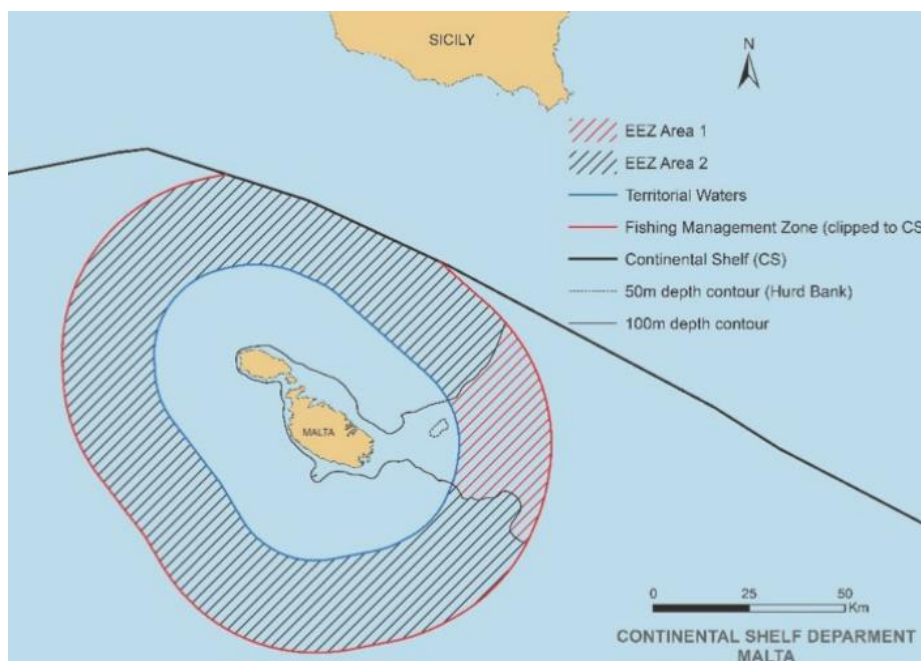 SICILY
N
EEZ Area 1
EEZ Area 2
Territorial Waters
Fishing Management Zone (clipped to CS
Continental Shelf (CS)
50m depth contour (Hurd Bank)
100m depth contour
MALTA
0 25 50
Km
CONTINENTAL SHELF DEPARMENT
MALTA